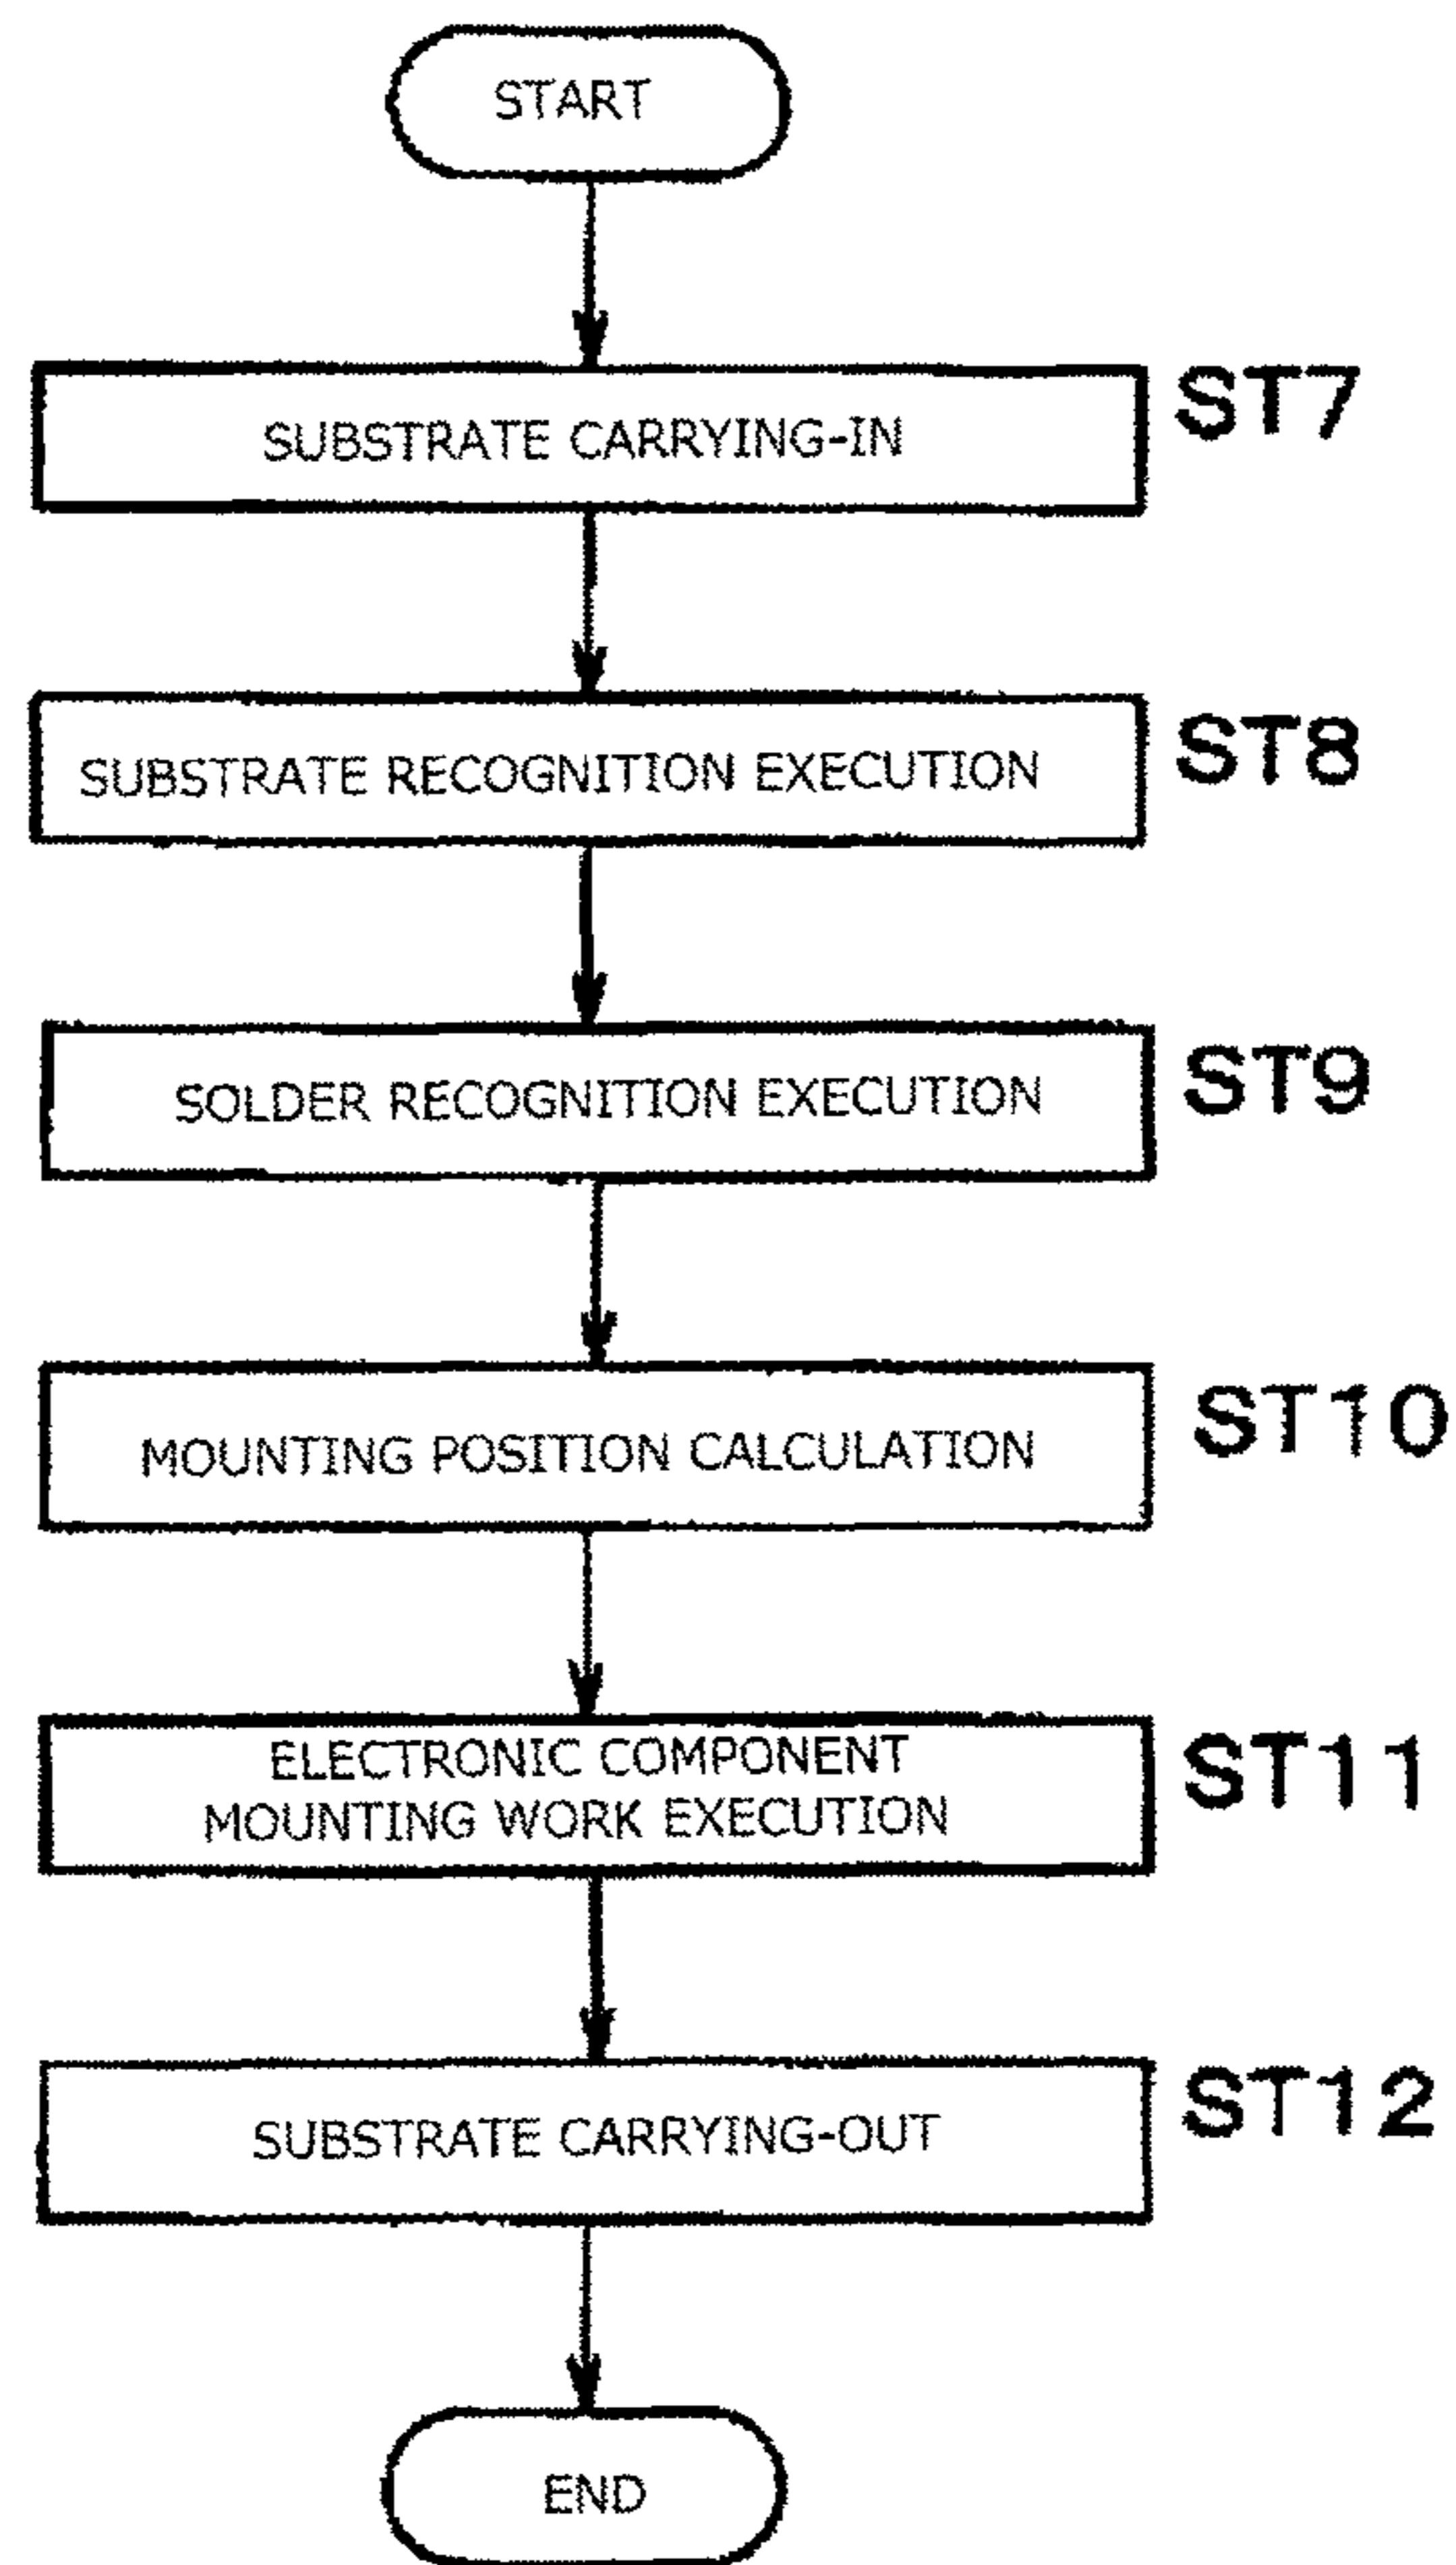 START
SUBSTRATE CARRYING-IN
ST7
SUBSTRATE RECOGNITION EXECUTION
ST8
SOLDER RECOGNITION EXECUTION
ST9
MOUNTING POSITION CALCULATION
ST10
ELECTRONIC COMPONENT
MOUNTING WORK EXECUTION
ST11
SUBSTRATE CARRYING-OUT
ST12
END